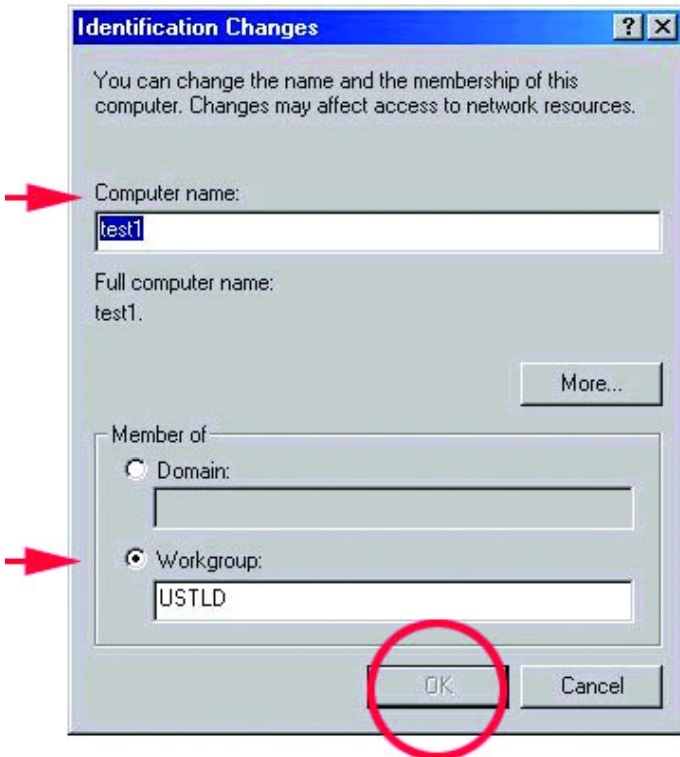 Identification Changes
You can change the name and the membership of this
computer. Changes may affect access to network resources.
Computer name:
test1
Full computer name:
test1.
More...
Member of
Domain:
Workgroup:
USTLD
OK
Cancel